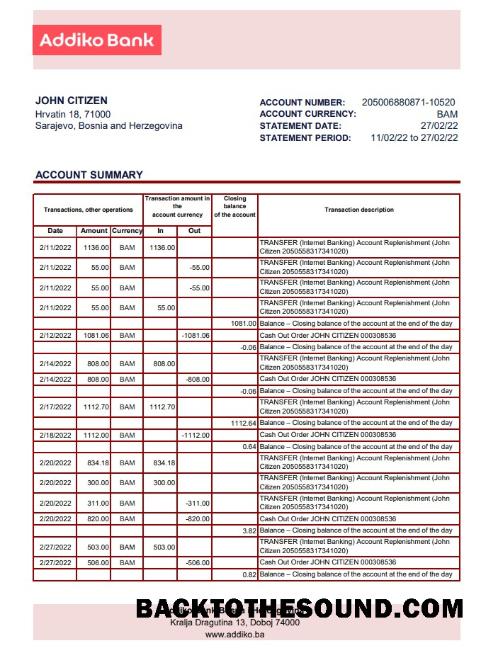 Addiko Bank
JOHN CITIZEN
Hrvatin 18, 71000
Sarajevo, Bosnia and Herzegovina
ACCOUNT NUMBER: 205006880871-10520
ACCOUNT CURRENCY: BAM
STATEMENT DATE: 27/02/22
STATEMENT PERIOD: 11/02/22 to 27/02/22
ACCOUNT SUMMARY
Transactions, other operations
Transaction amount in
the
account currency
Closing
balance
of the account
Transaction description
Date Amount Currency In Out
2/11/2022 1136.00 BAM 1136.00 TRANSFER (Internet Banking) Account Replenishment (John
Citizen 2050558317341020)
2/11/2022 55.00 BAM -55.00 TRANSFER (Internet Banking) Account Replenishment (John
Citizen 2050558317341020)
2/11/2022 55.00 BAM -55.00 TRANSFER (Internet Banking) Account Replenishment (John
Citizen 2050558317341020)
2/11/2022 55.00 BAM 55.00 TRANSFER (Internet Banking) Account Replenishment (John
Citizen 2050558317341020)
1081.00 Balance – Closing balance of the account at the end of the day
2/12/2022 1081.06 BAM -1081.06 Cash Out Order JOHN CITIZEN 000308536
-0.06 Balance – Closing balance of the account at the end of the day
2/14/2022 808.00 BAM 808.00 TRANSFER (Internet Banking) Account Replenishment (John
Citizen 2050558317341020)
2/14/2022 808.00 BAM -808.00 Cash Out Order JOHN CITIZEN 000308536
-0.06 Balance – Closing balance of the account at the end of the day
2/17/2022 1112.70 BAM 1112.70 TRANSFER (Internet Banking) Account Replenishment (John
Citizen 2050558317341020)
1112.64 Balance – Closing balance of the account at the end of the day
2/18/2022 1112.00 BAM -1112.00 Cash Out Order JOHN CITIZEN 000308536
0.64 Balance – Closing balance of the account at the end of the day
2/20/2022 834.18 BAM 834.18 TRANSFER (Internet Banking) Account Replenishment (John
Citizen 2050558317341020)
2/20/2022 300.00 BAM 300.00 TRANSFER (Internet Banking) Account Replenishment (John
Citizen 2050558317341020)
2/20/2022 311.00 BAM -311.00 TRANSFER (Internet Banking) Account Replenishment (John
Citizen 2050558317341020)
2/20/2022 820.00 BAM -820.00 Cash Out Order JOHN CITIZEN 000308536
3.82 Balance – Closing balance of the account at the end of the day
2/27/2022 503.00 BAM 503.00 TRANSFER (Internet Banking) Account Replenishment (John
Citizen 2050558317341020)
2/27/2022 506.00 BAM -506.00 Cash Out Order JOHN CITIZEN 000308536
0.82 Balance – Closing balance of the account at the end of the day
BACKTOTHESOUND.COM
Kralja Dragutina 13, Doboj 74000
www.addiko.ba